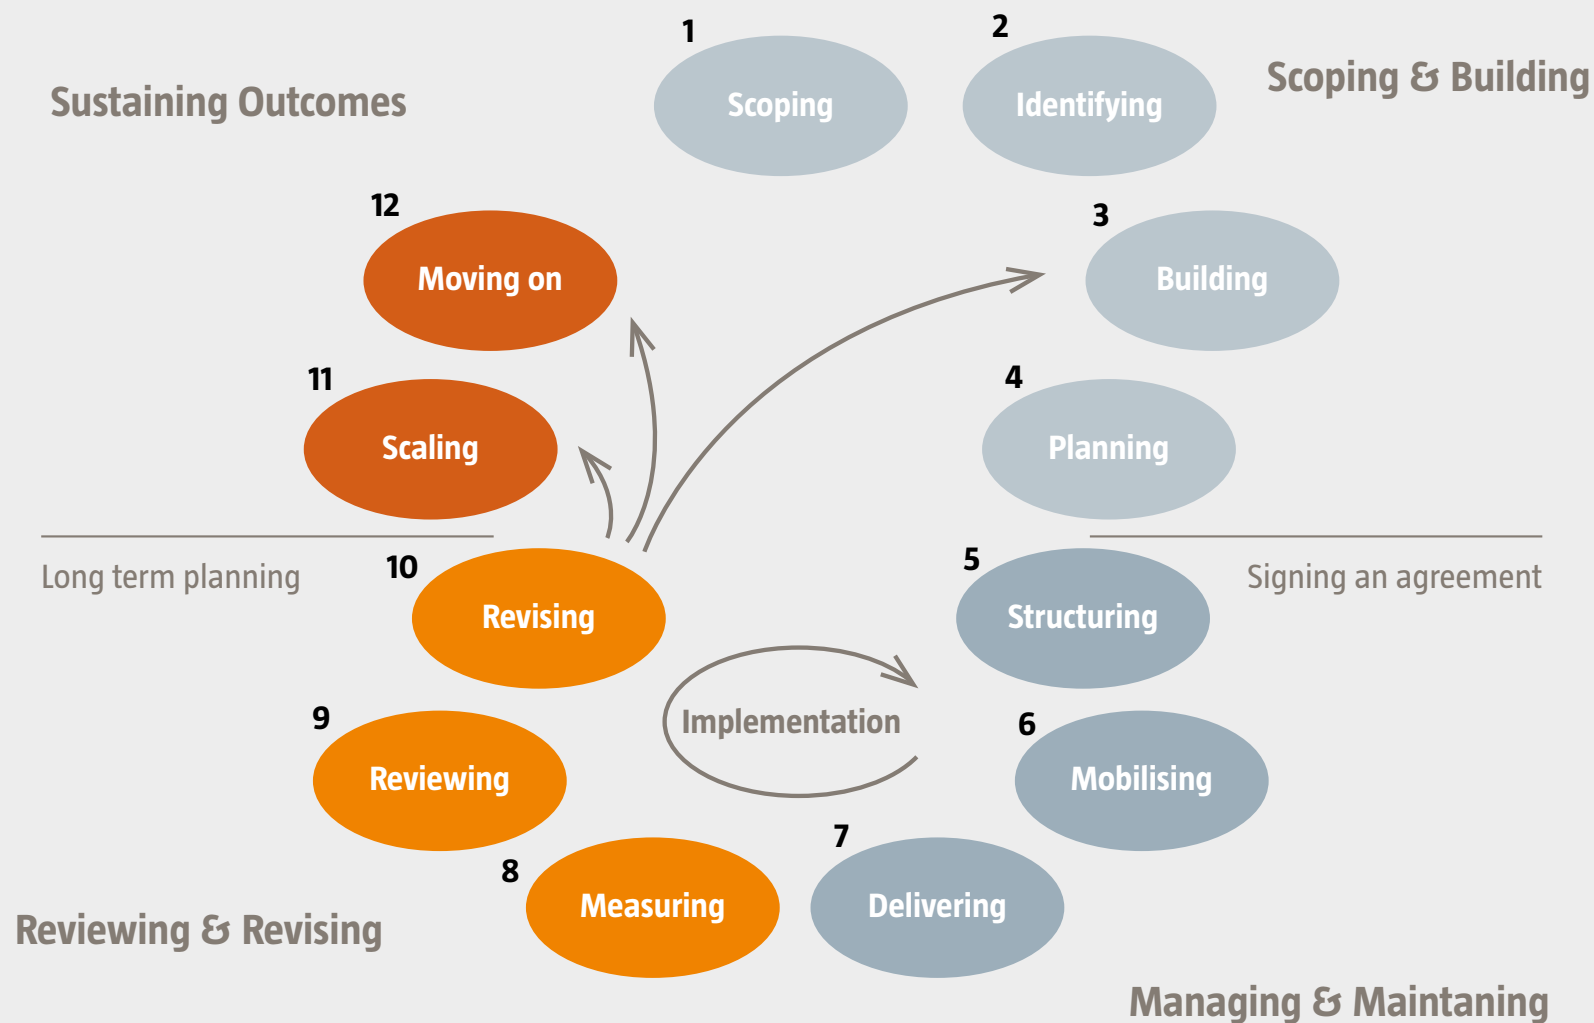 Sustaining Outcomes
Scoping & Building
1
Scoping
2
Identifying
3
Building
4
Planning
Signing an agreement
5
Structuring
6
Mobilising
7
Delivering
Managing & Maintaning
8
Measuring
9
Reviewing
10
Revising
Reviewing & Revising
Long term planning
11
Scaling
12
Moving on
Implementation